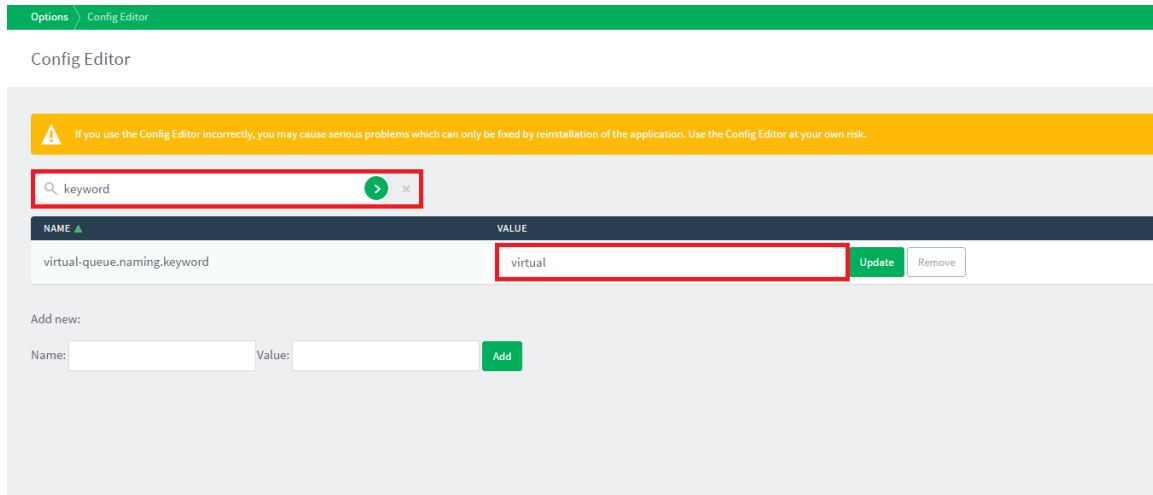 Options Config Editor
Config Editor
If you use the Config Editor incorrectly, you may cause serious problems which can only be fixed by reinstallation of the application. Use the Config Editor at your own risk.
keyword
NAME VALUE
virtual-queue.naming.keyword virtual Update Remove
Add new:
Name: Value: Add